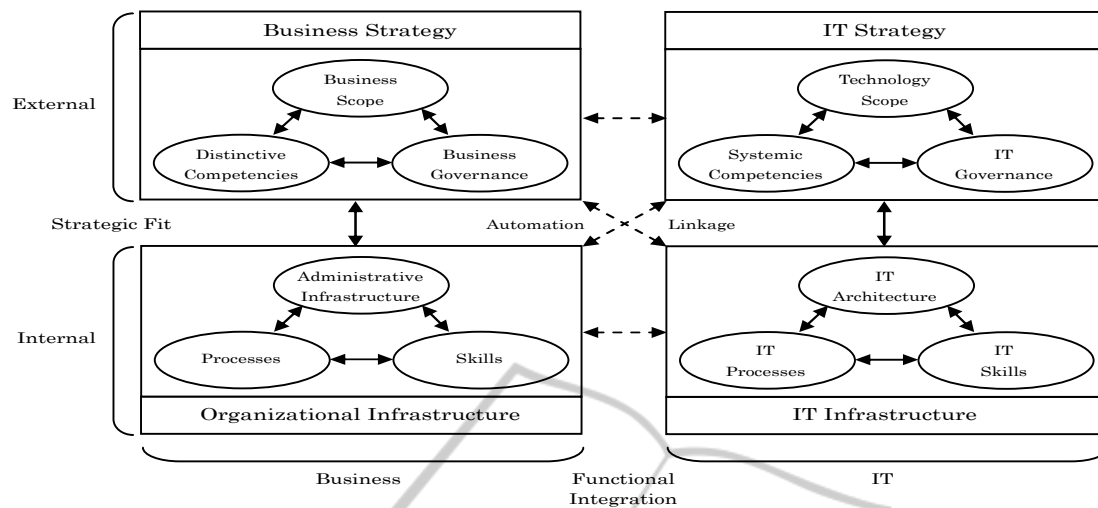 Business Strategy
IT Strategy
External
Business
Scope
Distinctive
Competencies
Business
Governance
Technology
Scope
Systemic
Competencies
IT
Governance
Strategic Fit
Automation
Linkage
Internal
Administrative
Infrastructure
Processes
Skills
IT
Architecture
IT
Processes
IT
Skills
Organizational Infrastructure
IT Infrastructure
Business
Functional
Integration
IT